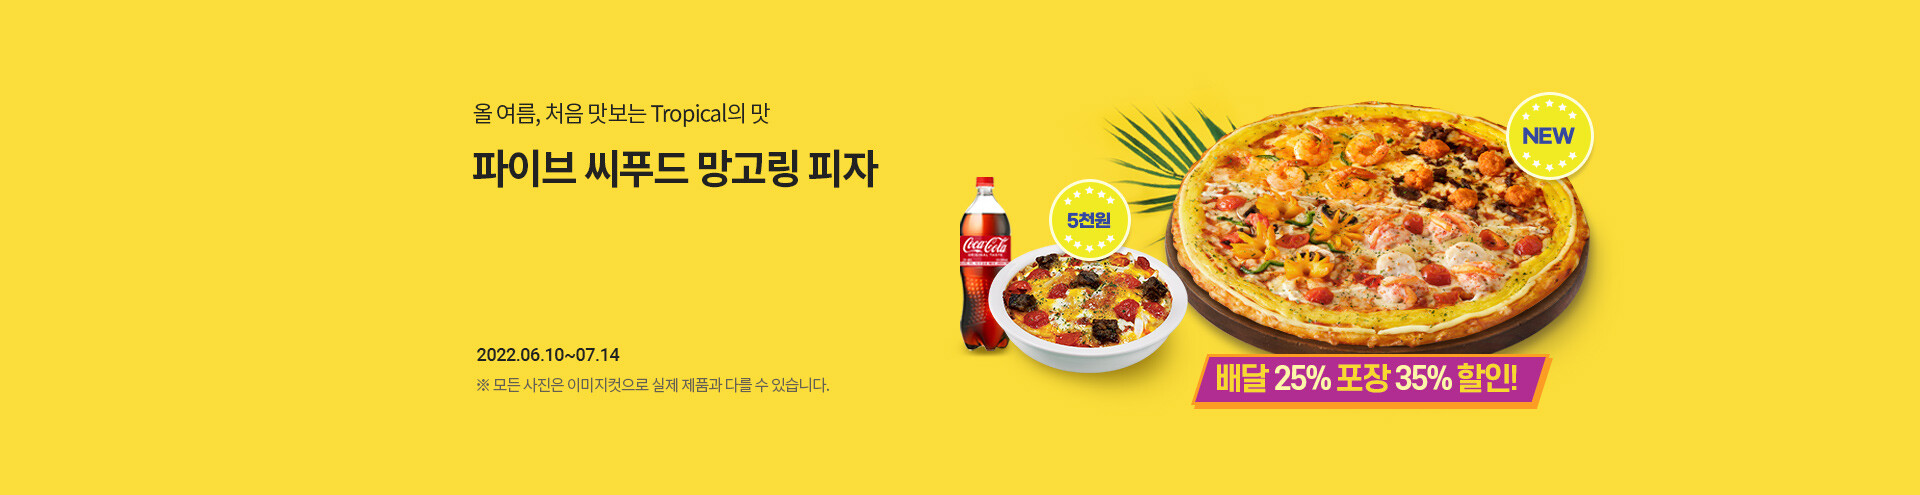 올 여름, 처음 맛보는 Tropical의 맛
파이브 씨푸드 망고링 피자
2022.06.10~07.14
※ 모든 사진은 이미지컷으로 실제 제품과 다를 수 있습니다.
Coca-Cola
ORIGINAL TASTE
5천원
NEW
배달 25% 포장 35% 할인!